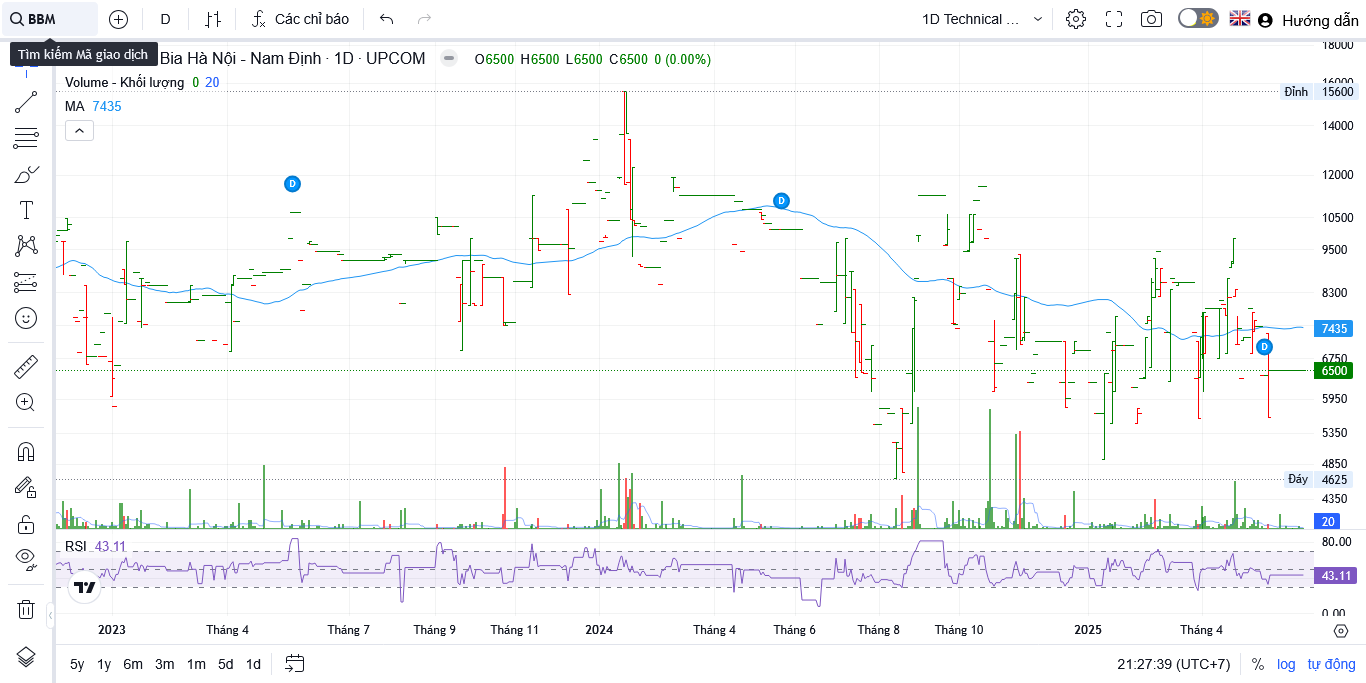 BBM
D
Các chỉ báo
1D Technical ...
Hướng dẫn
Tìm kiếm Mã giao dịch
Bia Hà Nội - Nam Định · 1D · UPCOM
O6500 H6500 L6500 C6500 0 (0.00%)
Volume - Khối lượng 0 20
MA 7435
18000
16000
Đỉnh 15600
14000
12000
10500
9500
8300
7435
6750
6500
5950
5350
4850
Đáy 4625
4350
20
D
D
D
RSI 43.11
80.00
43.11
0.00
2023 Tháng 4 Tháng 7 Tháng 9 Tháng 11 2024 Tháng 4 Tháng 6 Tháng 8 Tháng 10 2025 Tháng 4
5y 1y 6m 3m 1m 5d 1d
21:27:39 (UTC+7) % log tự động